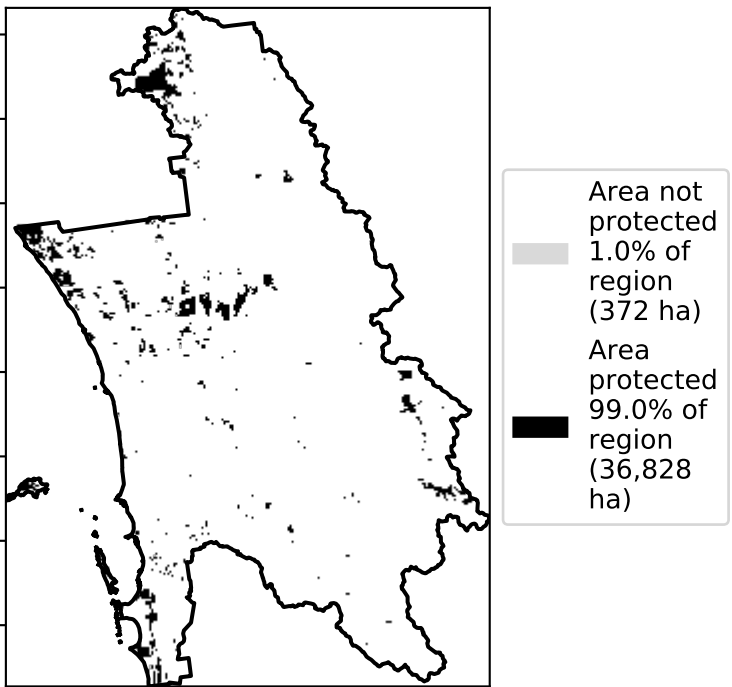 Area not
protected
1.0% of
region
(372 ha)
Area
protected
99.0% of
region
(36,828
ha)